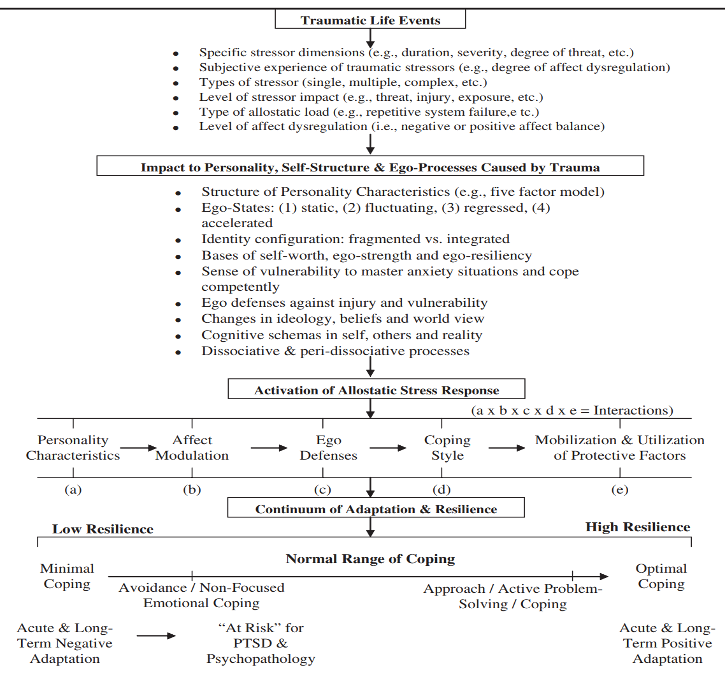 Traumatic Life Events
• Specific stressor dimensions (e.g., duration, severity, degree of threat, etc.)
• Subjective experience of traumatic stressors (e.g., degree of affect dysregulation)
• Types of stressor (single, multiple, complex, etc.)
• Level of stressor impact (e.g., threat, injury, exposure, etc.)
• Type of allostatic load (e.g., repetitive system failure,e tc.)
• Level of affect dysregulation (i.e., negative or positive affect balance)
Impact to Personality, Self-Structure & Ego-Processes Caused by Trauma
• Structure of Personality Characteristics (e.g., five factor model)
• Ego-States: (1) static, (2) fluctuating, (3) regressed, (4)
accelerated
• Identity configuration: fragmented vs. integrated
• Bases of self-worth, ego-strength and ego-resiliency
• Sense of vulnerability to master anxiety situations and cope
competently
• Ego defenses against injury and vulnerability
• Changes in ideology, beliefs and world view
• Cognitive schemas in self, others and reality
• Dissociative & peri-dissociative processes
Activation of Allostatic Stress Response
(a x b x c x d x e = Interactions)
Personality
Characteristics
(a)
Affect
Modulation
(b)
Ego
Defenses
(c)
Coping
Style
(d)
Mobilization & Utilization
of Protective Factors
(e)
Continuum of Adaptation & Resilience
Low Resilience
High Resilience
Normal Range of Coping
Minimal
Coping
Avoidance / Non-Focused
Emotional Coping
Approach / Active Problem-
Solving / Coping
Optimal
Coping
Acute & Long-
Term Negative
Adaptation
"At Risk" for
PTSD &
Psychopathology
Acute & Long-
Term Positive
Adaptation